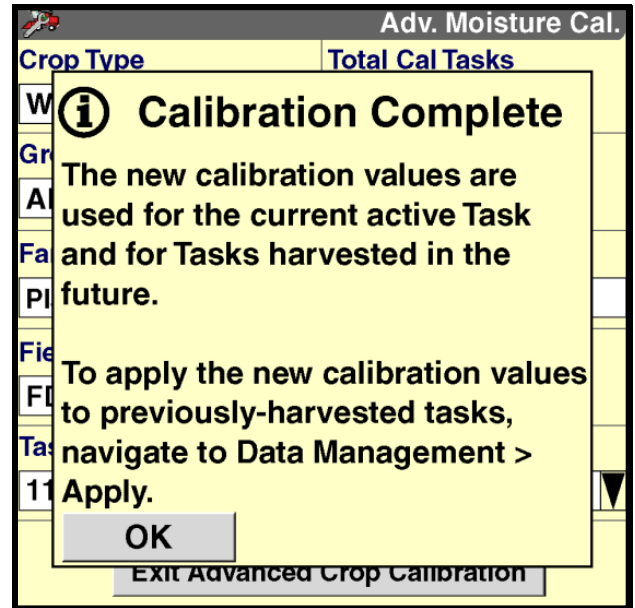 Adv. Moisture Cal.
Crop Type Total Cal Tasks
W
Calibration Complete
The new calibration values are
used for the current active Task
and for Tasks harvested in the
future.
To apply the new calibration values
to previously-harvested tasks,
navigate to Data Management >
Apply.
OK
11
Exit Advanced Crop Calibration